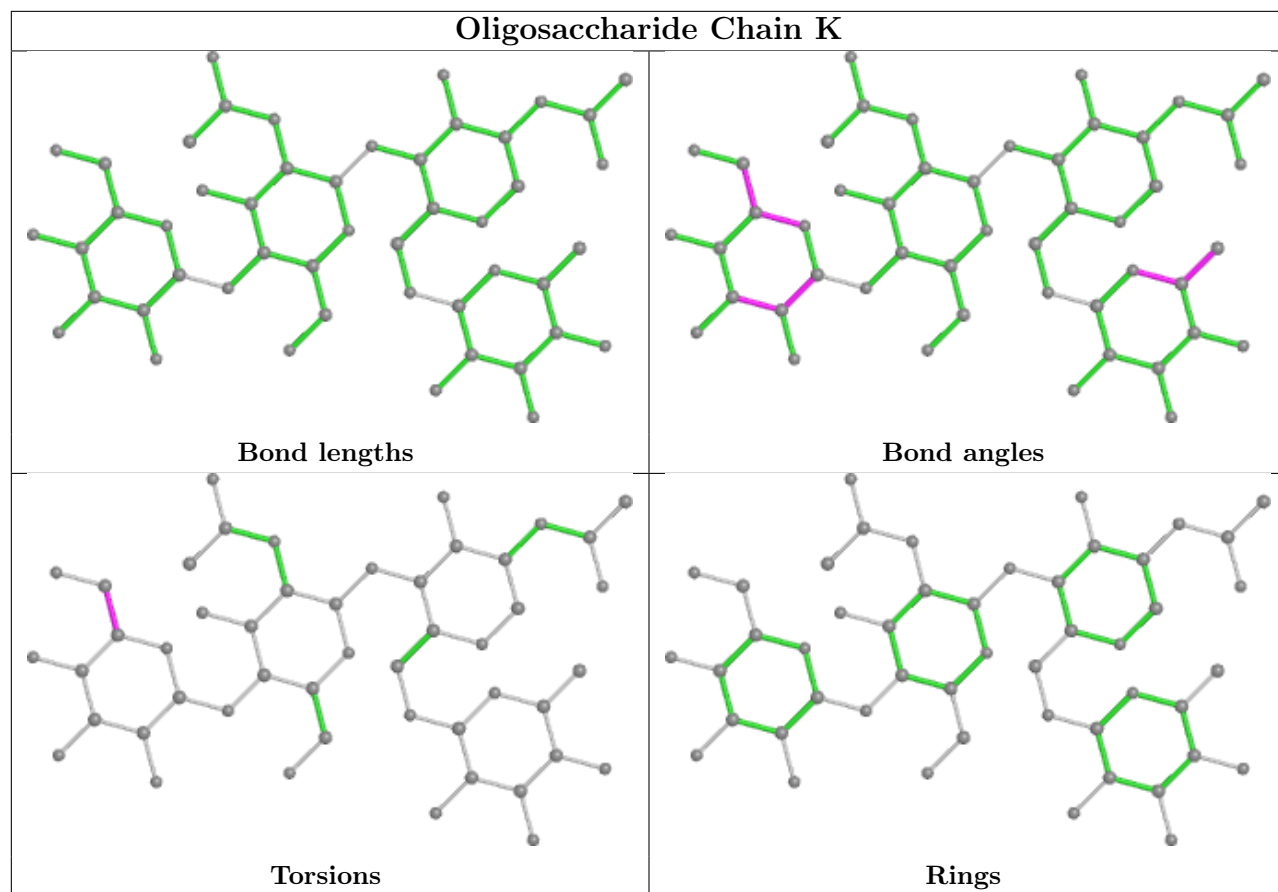 Oligosaccharide Chain K
Bond lengths
Bond angles
Torsions
Rings